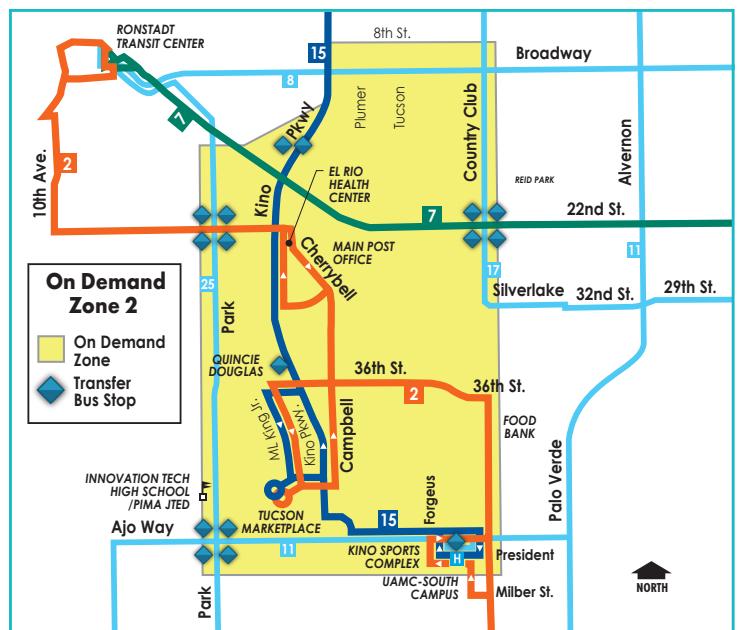 RONSTADT
TRANSIT CENTER
8th St.
15
Broadway
8
7
Pkwy
Plumer
Tucson
Country Club
Alvernon
10th Ave.
2
Kino
EL RIO
HEALTH
CENTER
REID PARK
7
22nd St.
Cherrybell
MAIN POST
OFFICE
11
On Demand
Zone 2
On Demand
Zone
Transfer
Bus Stop
25
Park
17
Silverlake
32nd St.
29th St.
QUINCIE
DOUGLAS
36th St.
2
36th St.
ML King Jr.
Kino Pkwy.
Campbell
FOOD
BANK
Palo Verde
INNOVATION TECH
HIGH SCHOOL
/PIMA JTED
TUCSON
MARKETPLACE
Forgeus
15
Ajo Way
11
KINO SPORTS
COMPLEX
H
President
UAMC-SOUTH
CAMPUS
Milber St.
Park
NORTH